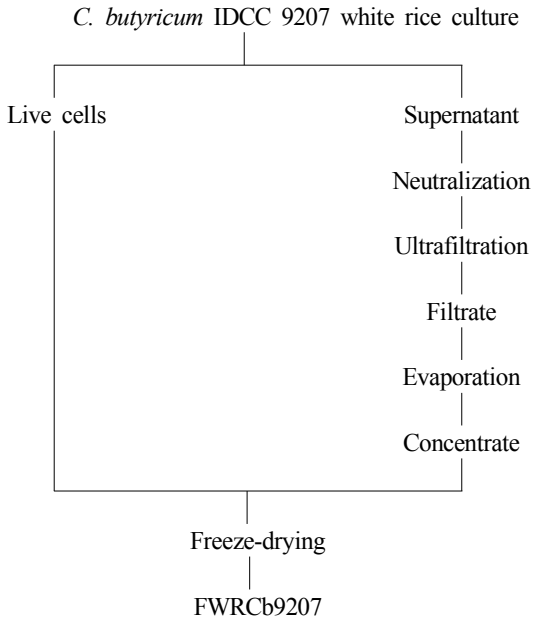 C. butyricum IDCC 9207 white rice culture
Live cells
Supernatant
Neutralization
Ultrafiltration
Filtrate
Evaporation
Concentrate
Freeze-drying
FWRCb9207